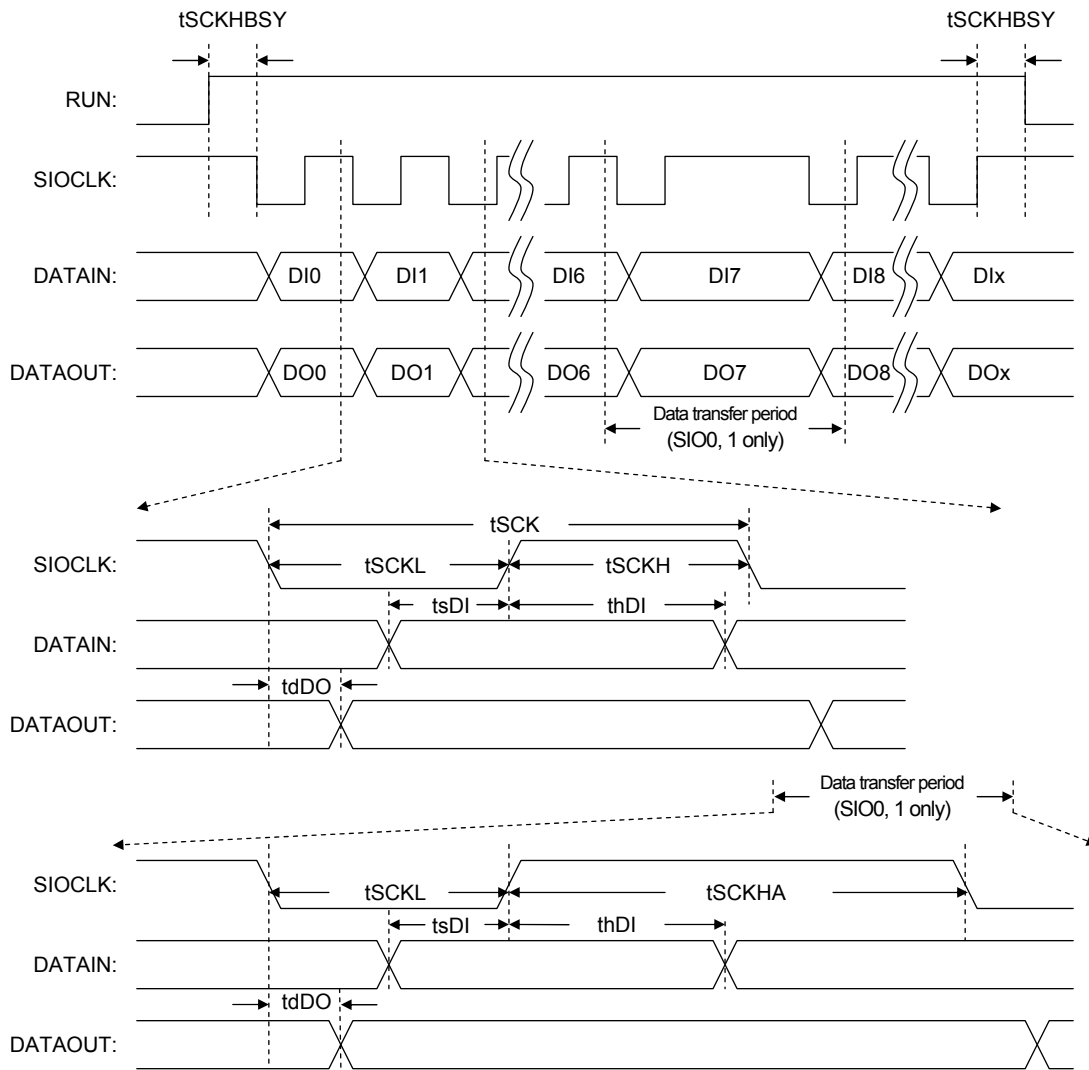 tSCKHBSY tSCKHBSY
RUN:
SIOCLK:
DATAIN: DI0 DI1 DI6 DI7 DI8 DIx
DATAOUT: DO0 DO1 DO6 DO7 DO8 DOx
Data transfer period
(SIO0, 1 only)
tSCK
SIOCLK: tSCKL tSCKH
tsDI thDI
DATAIN:
tdDO
DATAOUT:
Data transfer period
(SIO0, 1 only)
SIOCLK: tSCKL tSCKHA
tsDI thDI
DATAIN:
tdDO
DATAOUT: